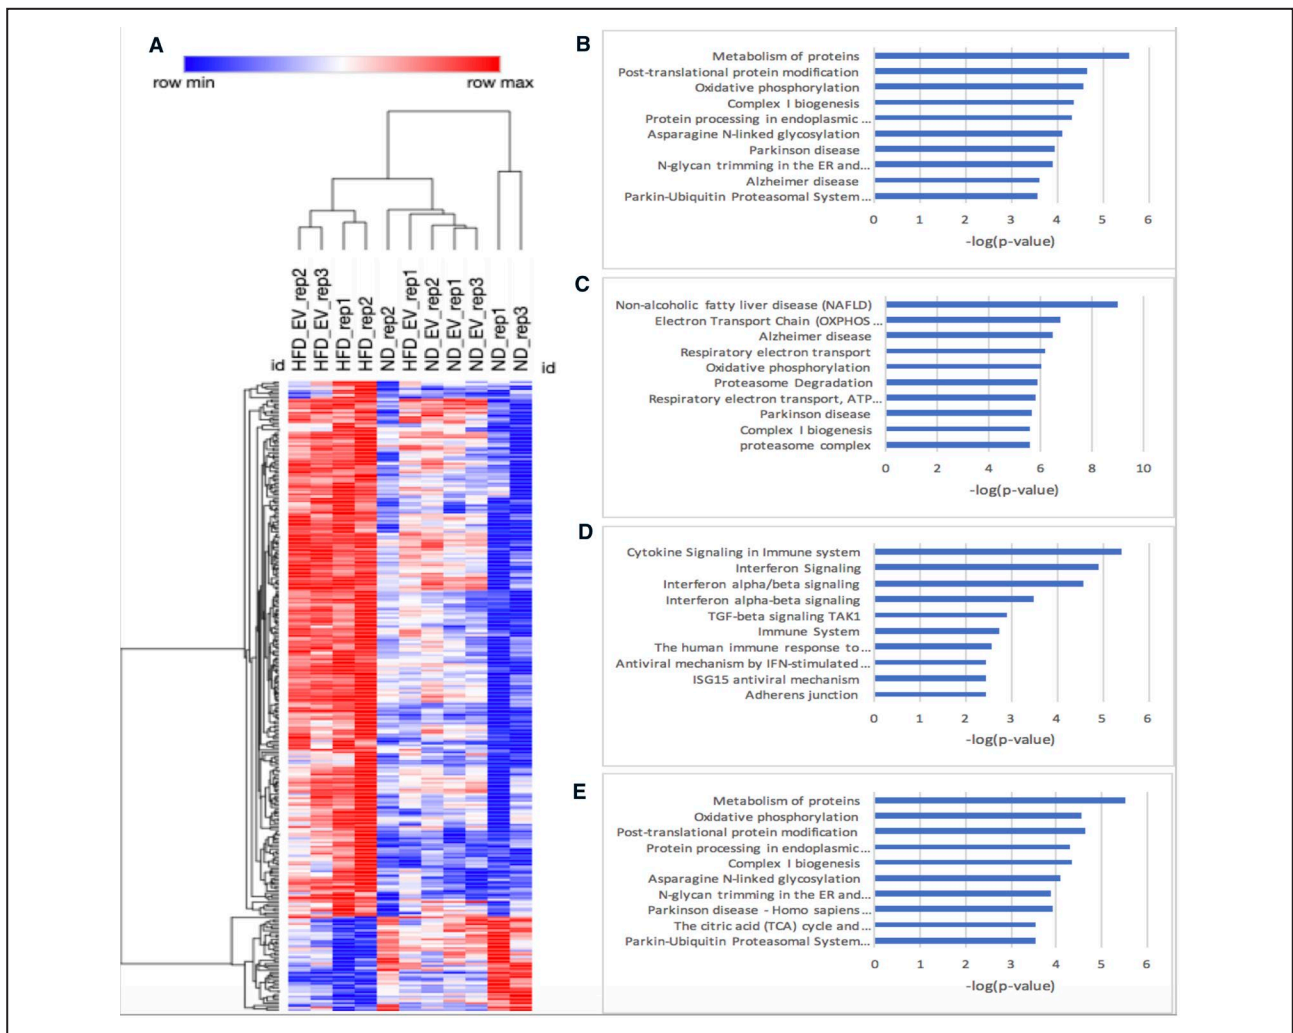 A
row min
row max
HFD_EV_rep2
HFD_EV_rep3
HFD_rep1
HFD_rep2
ND_rep2
HFD_EV_rep1
ND_EV_rep2
ND_EV_rep1
ND_EV_rep3
ND_rep1
ND_rep3
id
id
B
Metabolism of proteins
Post-translational protein modification
Oxidative phosphorylation
Complex I biogenesis
Protein processing in endoplasmic ...
Asparagine N-linked glycosylation
Parkinson disease
N-glycan trimming in the ER and...
Alzheimer disease
Parkin-Ubiquitin Proteasomal System ...
0 1 2 3 4 5 6
-log(p-value)
C
Non-alcoholic fatty liver disease (NAFLD)
Electron Transport Chain (OXPHOS ...
Alzheimer disease
Respiratory electron transport
Oxidative phosphorylation
Proteasome Degradation
Respiratory electron transport, ATP...
Parkinson disease
Complex I biogenesis
proteasome complex
0 2 4 6 8 10
-log(p-value)
D
Cytokine Signaling in Immune system
Interferon Signaling
Interferon alpha/beta signaling
Interferon alpha-beta signaling
TGF-beta signaling TAK1
Immune System
The human immune response to...
Antiviral mechanism by IFN-stimulated ...
ISG15 antiviral mechanism
Adherens junction
0 1 2 3 4 5 6
-log(p-value)
E
Metabolism of proteins
Oxidative phosphorylation
Post-translational protein modification
Protein processing in endoplasmic...
Complex I biogenesis
Asparagine N-linked glycosylation
N-glycan trimming in the ER and...
Parkinson disease - Homo sapiens...
The citric acid (TCA) cycle and ...
Parkin-Ubiquitin Proteasomal System...
0 1 2 3 4 5 6
-log(p-value)